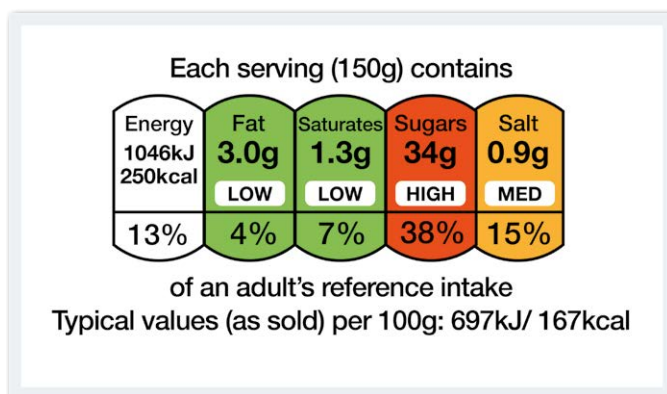 Each serving (150g) contains
Energy Fat Saturates Sugars Salt
1046kJ 3.0g 1.3g 34g 0.9g
250kcal
LOW LOW HIGH MED
13% 4% 7% 38% 15%
of an adult's reference intake
Typical values (as sold) per 100g: 697kJ/ 167kcal